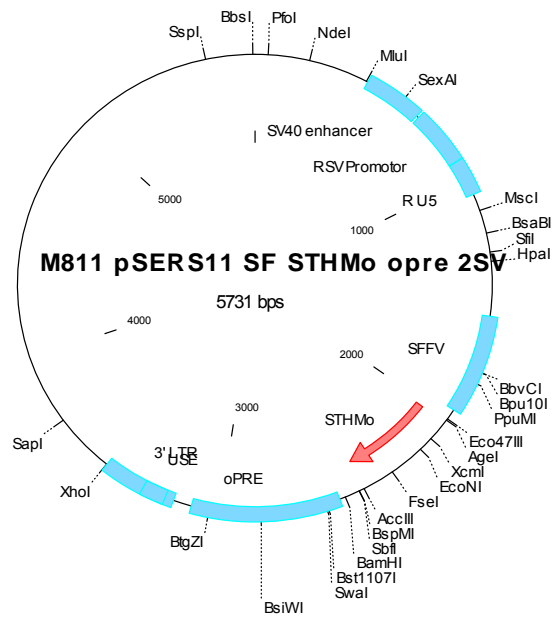 BbsI
PfoI
SspI
NdeI
MluI
SexAI
SV40 enhancer
RSVPromotor
R U5
MscI
BsaBI
SfiI
HpaI
5000
1000
M811 pSERS11 SF STHMo opre 2SV
5731 bps
4000
2000
SFFV
BbvCI
Bpu10I
PpuMI
3000
STHMo
Eco47III
AgeI
XcmI
EcoNI
FseI
SapI
XhoI
3' LTR
USE
oPRE
AccIII
BspMI
SbfI
BamHI
Bst1107I
SwaI
BtgZI
BsiWI